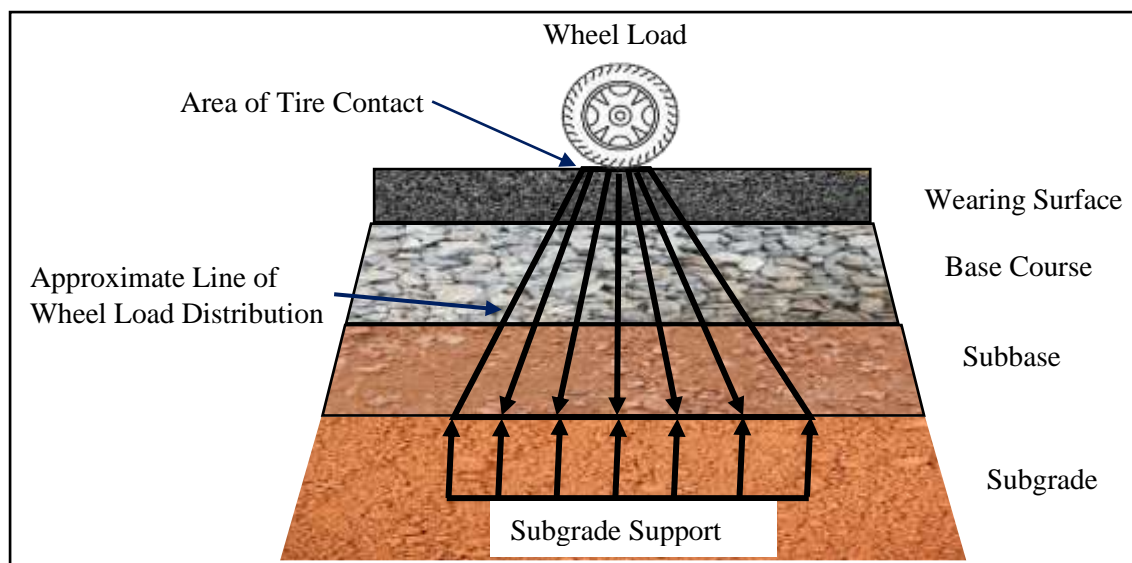 Wheel Load
Area of Tire Contact
Wearing Surface
Base Course
Approximate Line of
Wheel Load Distribution
Subbase
Subgrade
Subgrade Support